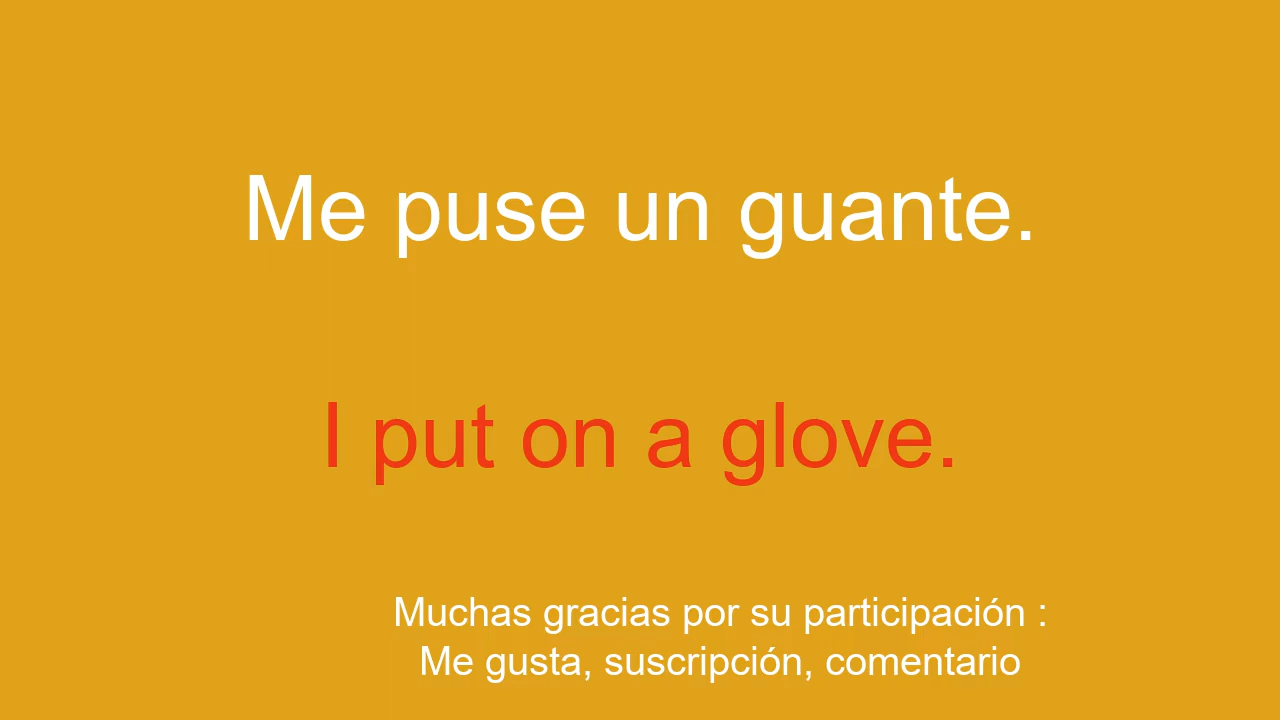 Me puse un guante.
I put on a glove.
Muchas gracias por su participación :
Me gusta, suscripción, comentario